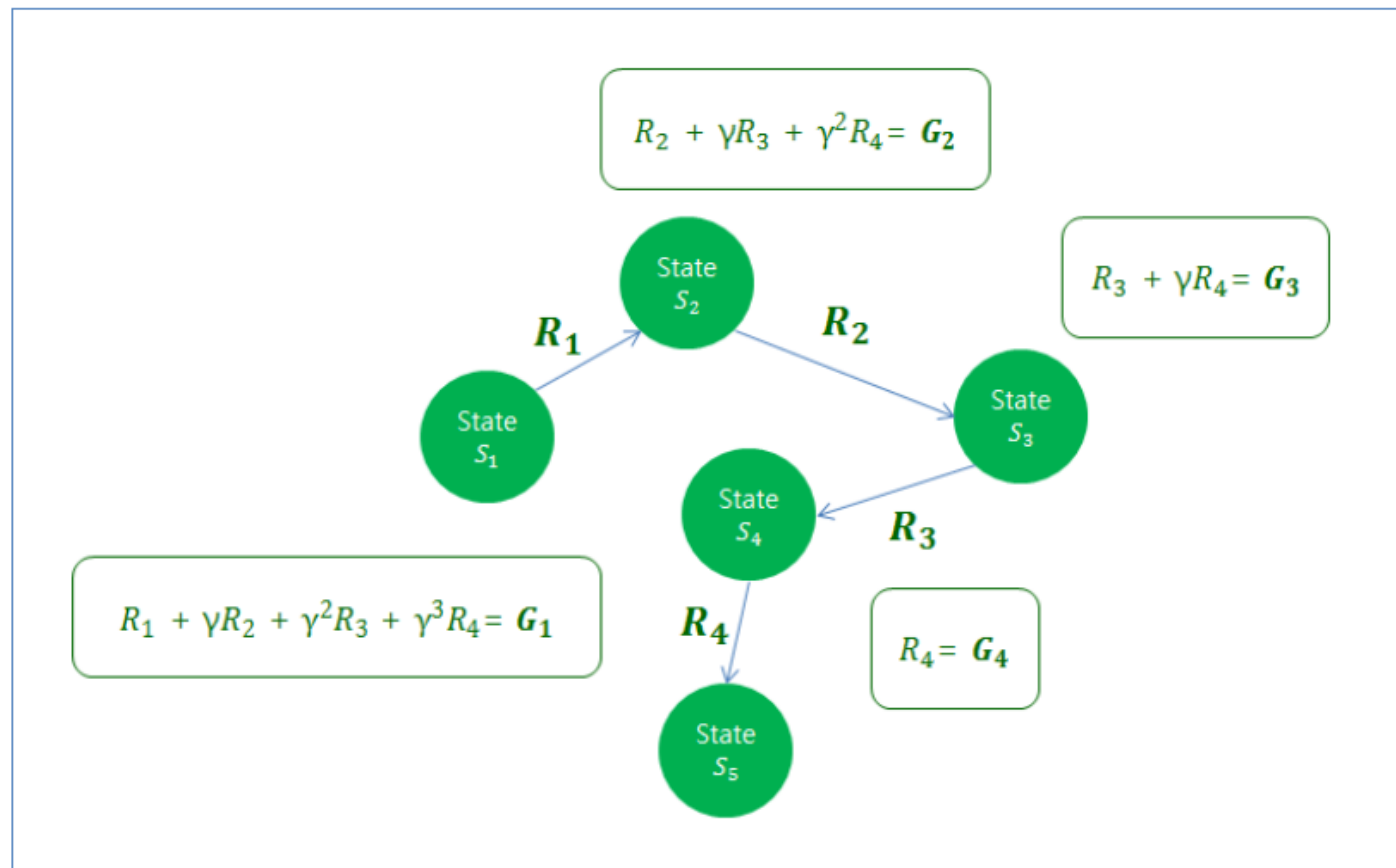 R₂ + γR₃ + γ²R₄= G₂
State
S₂
R₃ + γR₄= G₃
R₁
R₂
State
S₁
State
S₃
State
S₄
R₃
R₁ + γR₂ + γ²R₃ + γ³R₄= G₁
R₄
R₄= G₄
State
S₅